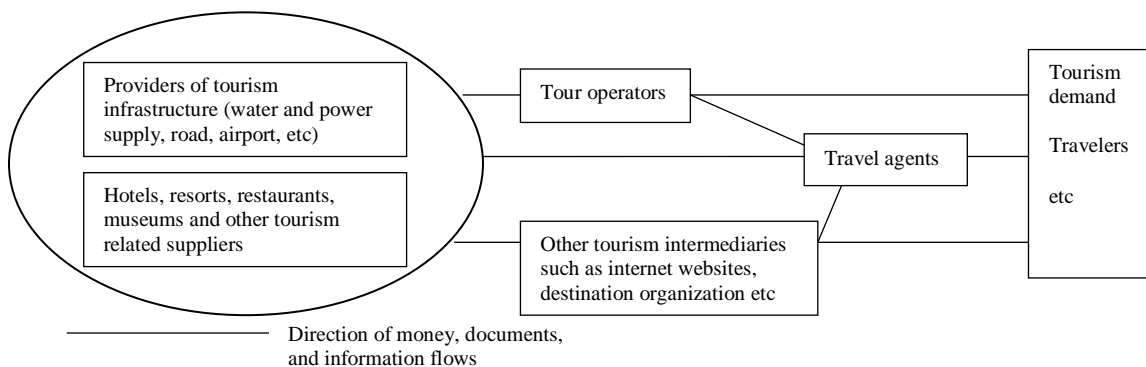 Providers of tourism
infrastructure (water and power
supply, road, airport, etc)
Hotels, resorts, restaurants,
museums and other tourism
related suppliers
Tour operators
Travel agents
Other tourism intermediaries
such as internet websites,
destination organization etc
Tourism
demand
Travelers
etc
Direction of money, documents,
and information flows